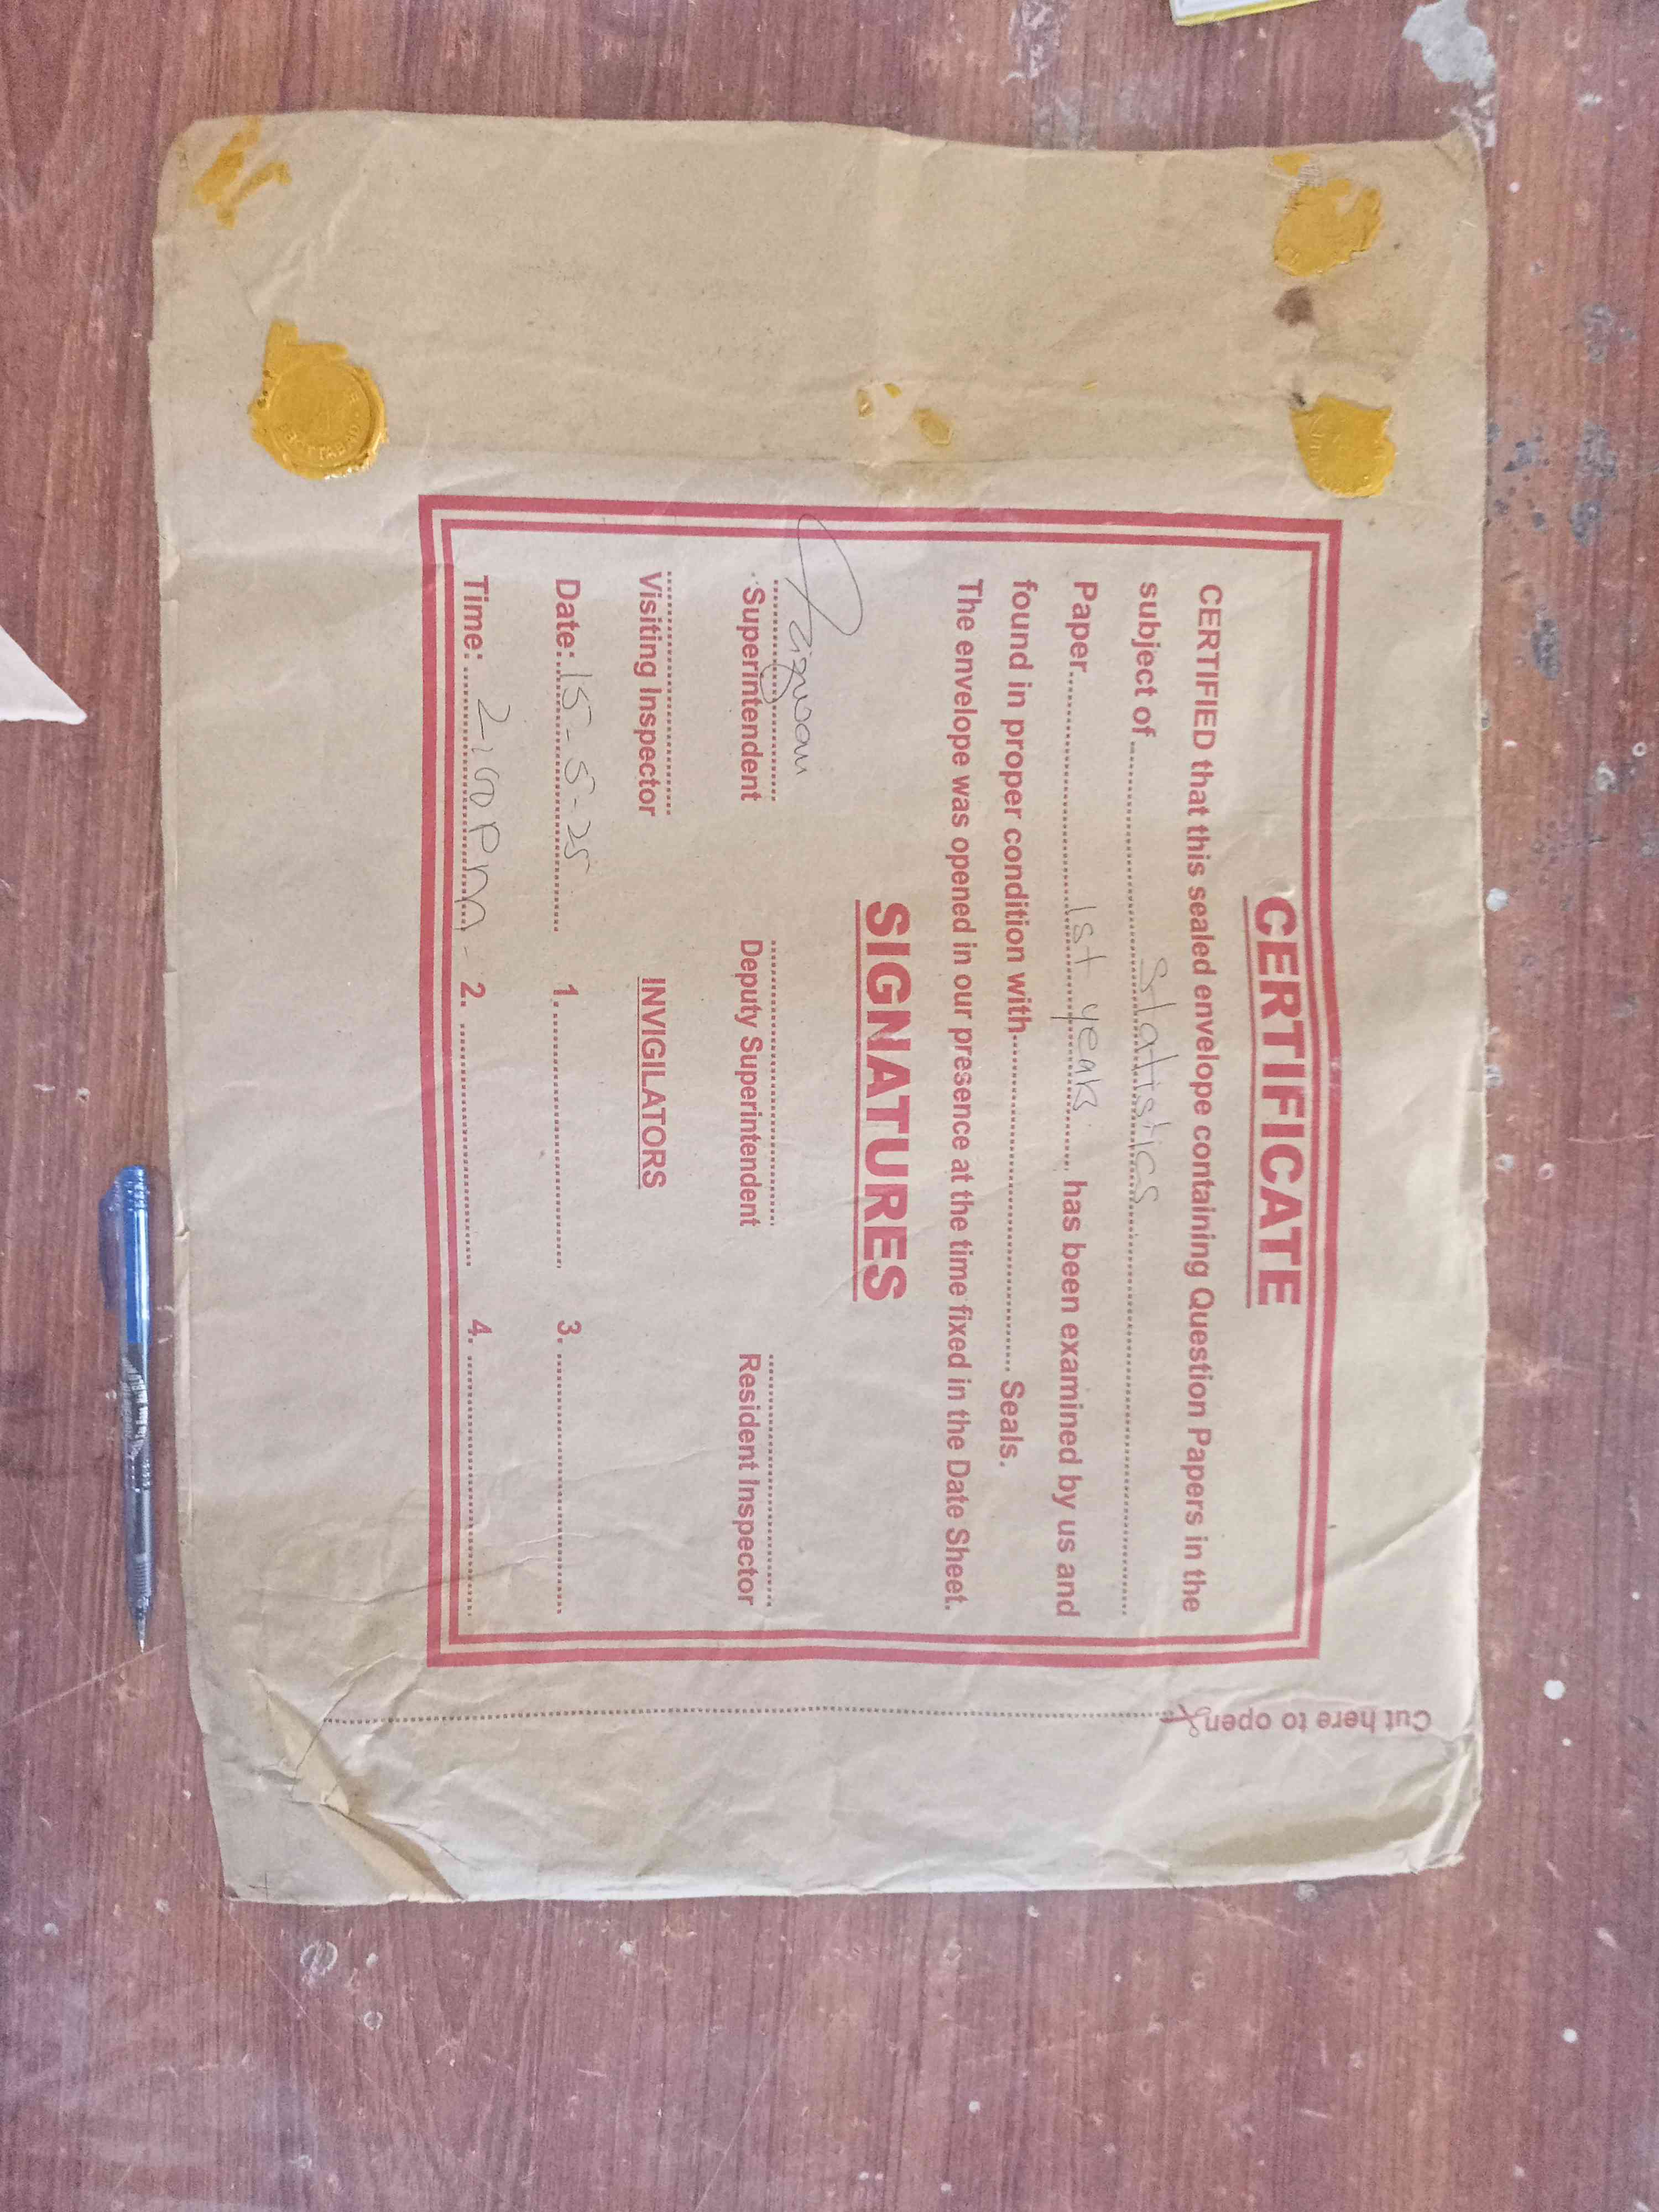 CERTIFICATE
CERTIFIED that this sealed envelope containing Question Papers in the
subject of Statistics
Paper 1st year has been examined by us and
found in proper condition with Seals.
The envelope was opened in our presence at the time fixed in the Date Sheet.
SIGNATURES
Superintendent Deputy Superintendent Resident Inspector
Visiting Inspector INVIGILATORS
Date: 15-5-25 1. 3.
Time: 2:00 PM - 2. 4.
Cut here to open